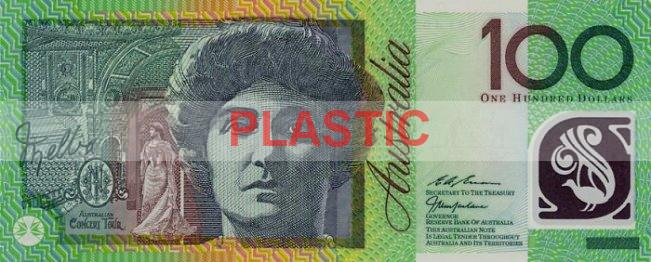 100
ONE HUNDRED DOLLARS
Australia
PLASTIC
Melba
AUSTRALIAN
CONCERT TOUR
SECRETARY TO THE TREASURY
GOVERNOR
RESERVE BANK OF AUSTRALIA
THIS AUSTRALIAN NOTE
IS LEGAL TENDER THROUGHOUT
AUSTRALIA AND ITS TERRITORIES